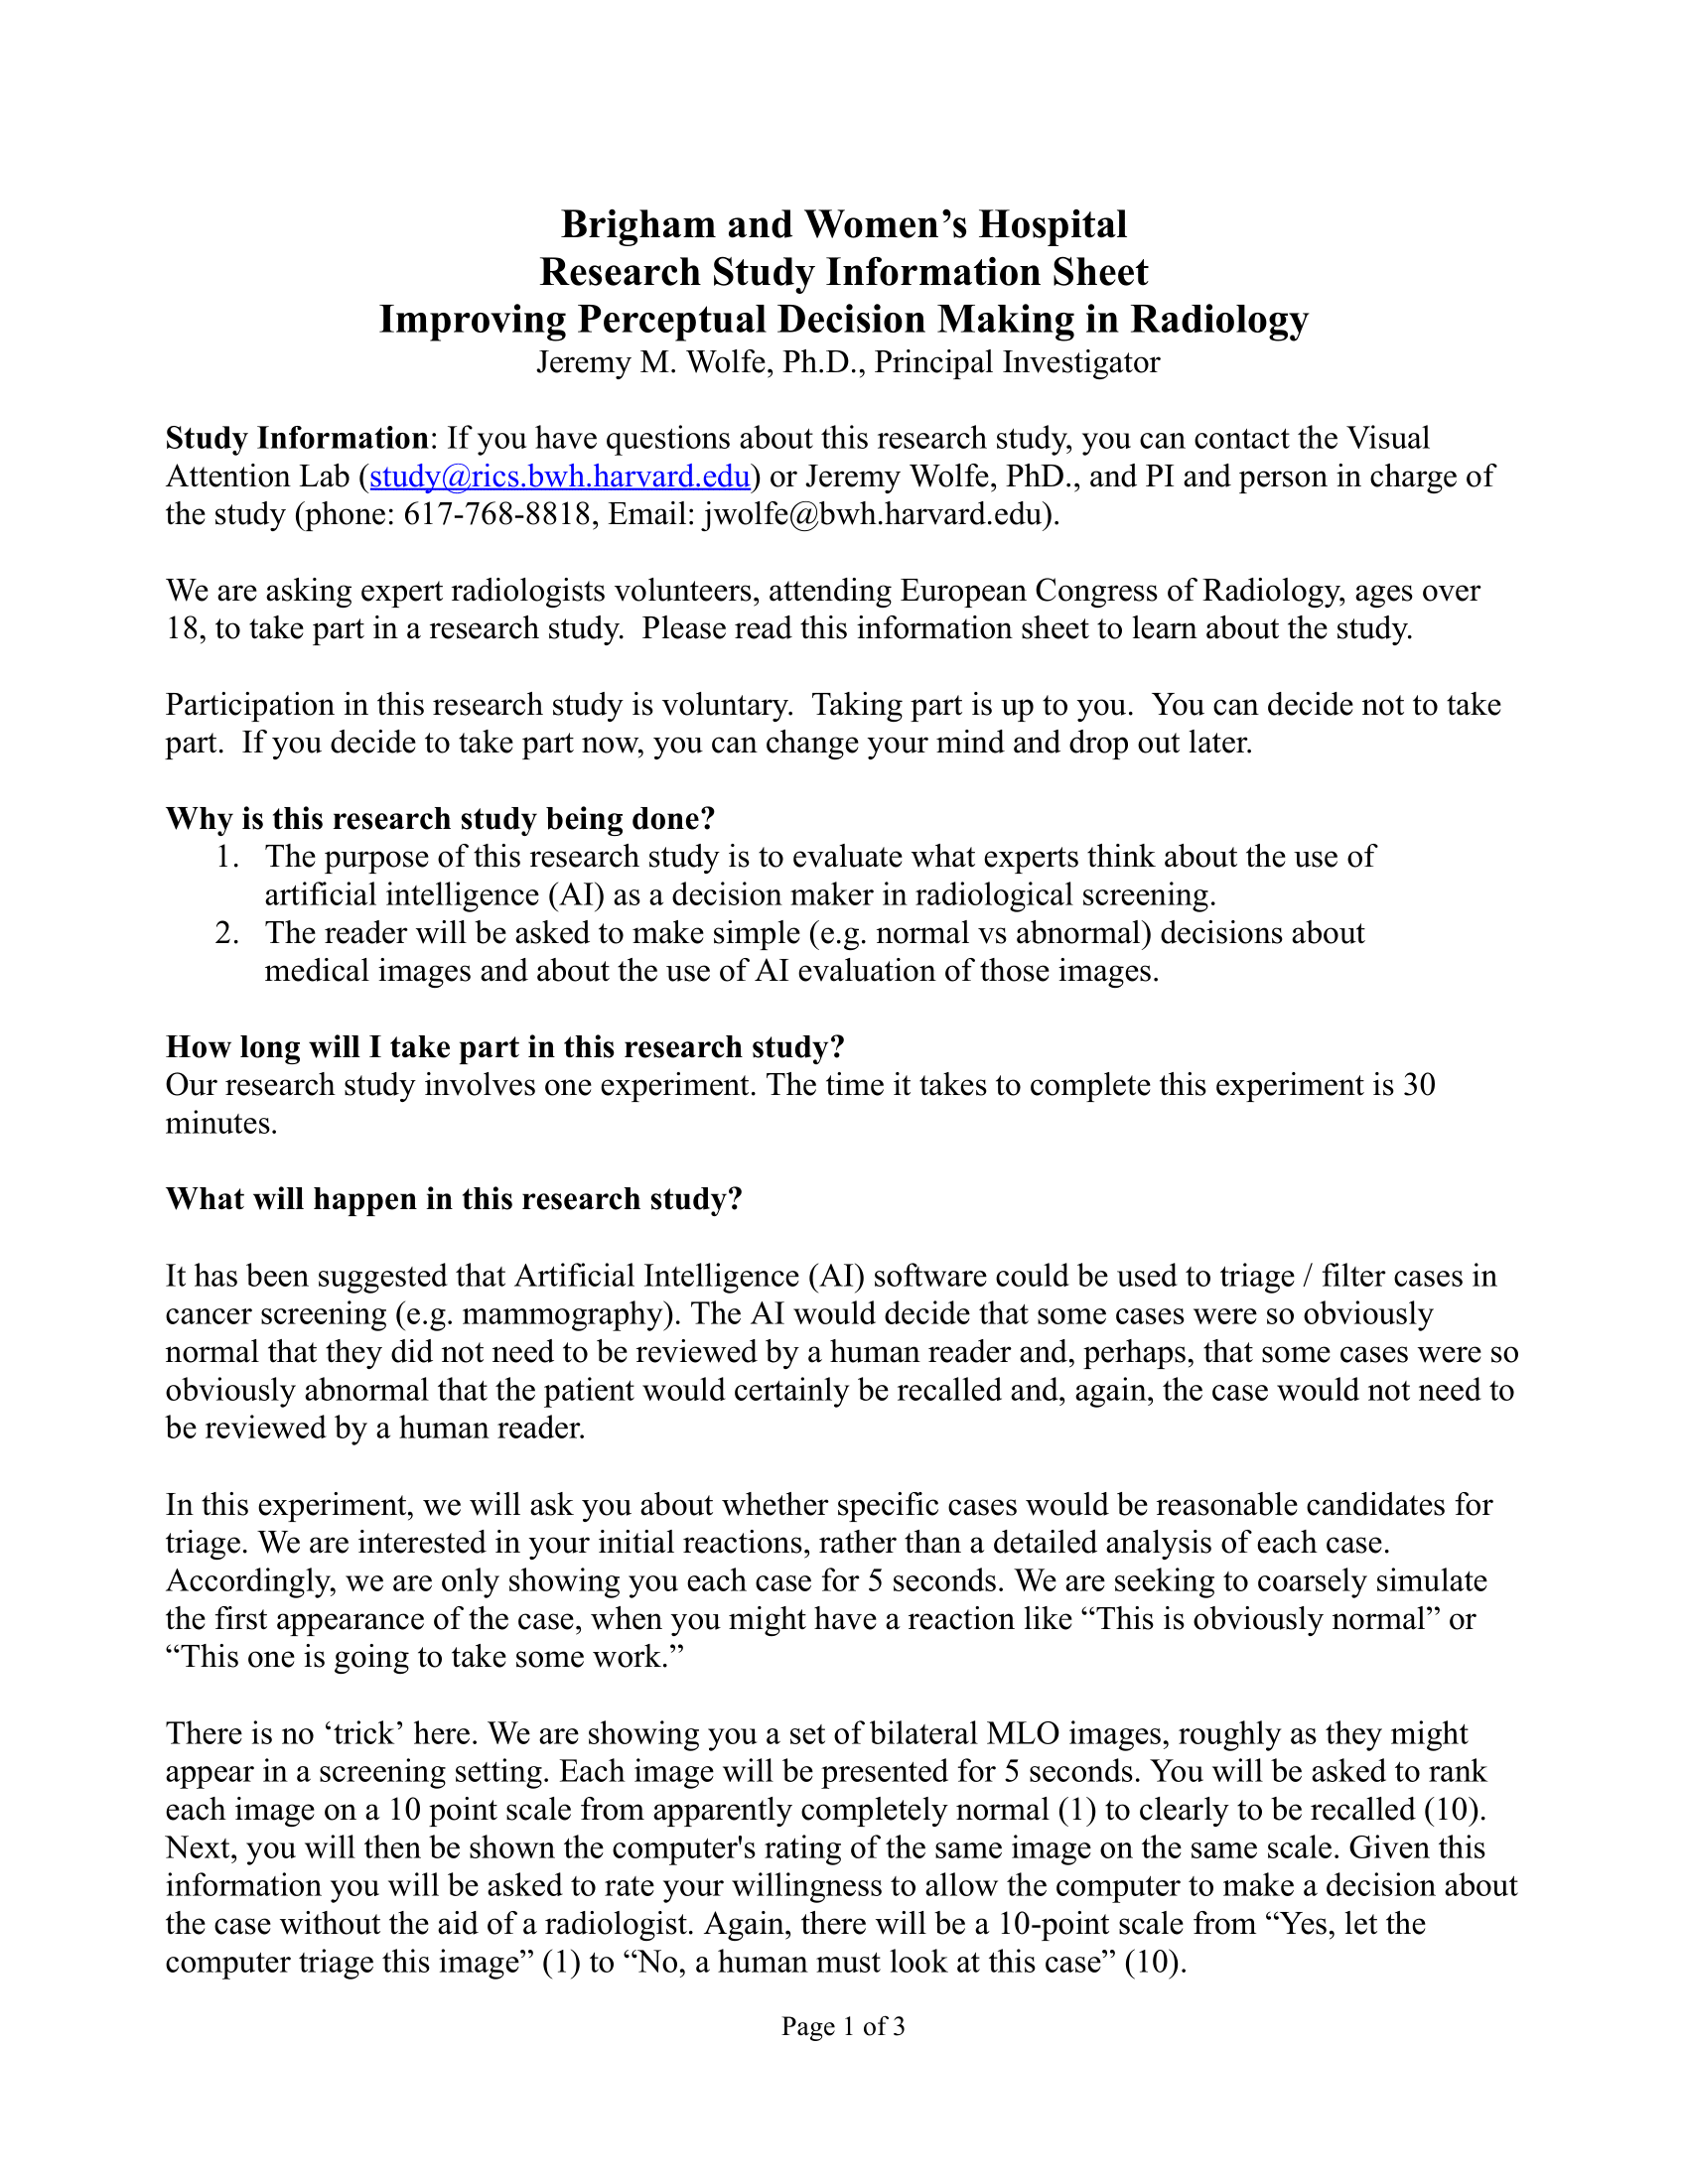 Brigham and Women’s Hospital
Research Study Information Sheet
Improving Perceptual Decision Making in Radiology
Jeremy M. Wolfe, Ph.D., Principal Investigator
Study Information: If you have questions about this research study, you can contact the Visual
Attention Lab (study@rics.bwh.harvard.edu) or Jeremy Wolfe, PhD., and PI and person in charge of
the study (phone: 617-768-8818, Email: jwolfe@bwh.harvard.edu).
We are asking expert radiologists volunteers, attending European Congress of Radiology, ages over
18, to take part in a research study.  Please read this information sheet to learn about the study.
Participation in this research study is voluntary.  Taking part is up to you.  You can decide not to take
part.  If you decide to take part now, you can change your mind and drop out later.
Why is this research study being done?
1. The purpose of this research study is to evaluate what experts think about the use of
artificial intelligence (AI) as a decision maker in radiological screening.
2. The reader will be asked to make simple (e.g. normal vs abnormal) decisions about
medical images and about the use of AI evaluation of those images.
How long will I take part in this research study?
Our research study involves one experiment. The time it takes to complete this experiment is 30
minutes.
What will happen in this research study?
It has been suggested that Artificial Intelligence (AI) software could be used to triage / filter cases in
cancer screening (e.g. mammography). The AI would decide that some cases were so obviously
normal that they did not need to be reviewed by a human reader and, perhaps, that some cases were so
obviously abnormal that the patient would certainly be recalled and, again, the case would not need to
be reviewed by a human reader.
In this experiment, we will ask you about whether specific cases would be reasonable candidates for
triage. We are interested in your initial reactions, rather than a detailed analysis of each case.
Accordingly, we are only showing you each case for 5 seconds. We are seeking to coarsely simulate
the first appearance of the case, when you might have a reaction like “This is obviously normal” or
“This one is going to take some work.”
There is no ‘trick’ here. We are showing you a set of bilateral MLO images, roughly as they might
appear in a screening setting. Each image will be presented for 5 seconds. You will be asked to rank
each image on a 10 point scale from apparently completely normal (1) to clearly to be recalled (10).
Next, you will then be shown the computer's rating of the same image on the same scale. Given this
information you will be asked to rate your willingness to allow the computer to make a decision about
the case without the aid of a radiologist. Again, there will be a 10-point scale from “Yes, let the
computer triage this image” (1) to “No, a human must look at this case” (10).
Page 1 of 3